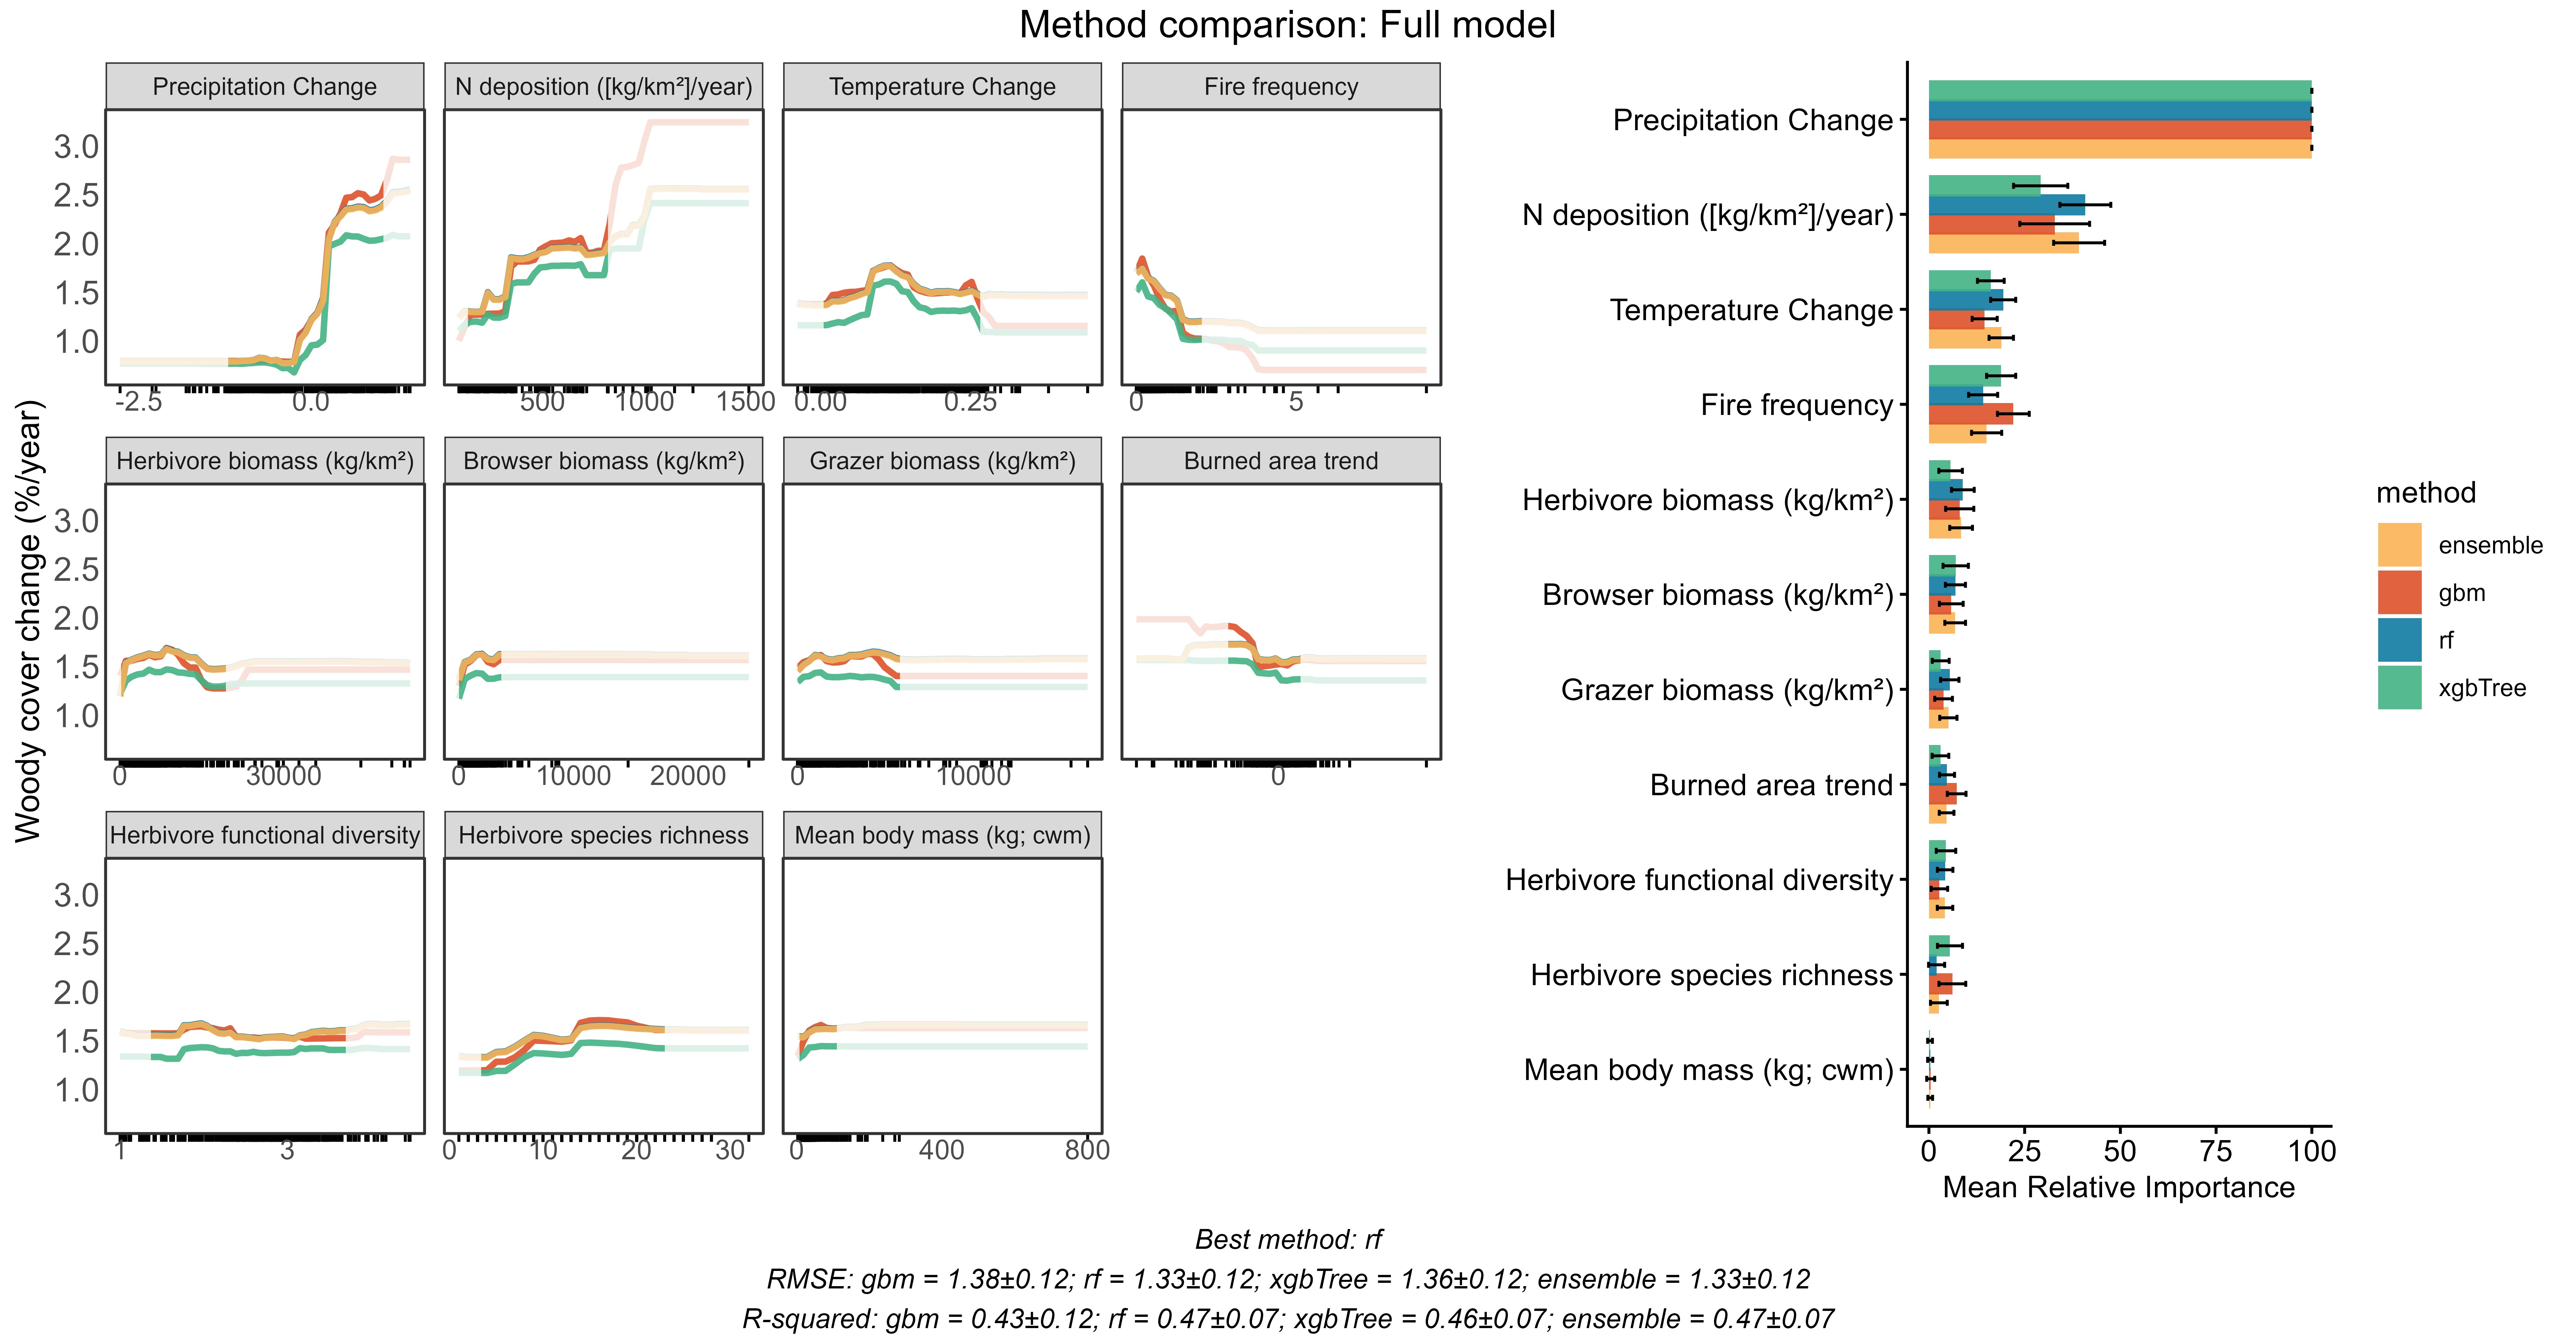 Method comparison: Full model
Precipitation Change
N deposition ([kg/km²]/year)
Temperature Change
Fire frequency
3.0
2.5
2.0
1.5
1.0
-2.5 0.0
500 1000 1500
0.00 0.25
0 5
Woody cover change (%/year)
Herbivore biomass (kg/km²)
Browser biomass (kg/km²)
Grazer biomass (kg/km²)
Burned area trend
3.0
2.5
2.0
1.5
1.0
0 30000
0 10000 20000
0 10000
0
Herbivore functional diversity
Herbivore species richness
Mean body mass (kg; cwm)
3.0
2.5
2.0
1.5
1.0
1 3
0 10 20 30
0 400 800
Precipitation Change
N deposition ([kg/km²]/year)
Temperature Change
Fire frequency
Herbivore biomass (kg/km²)
Browser biomass (kg/km²)
Grazer biomass (kg/km²)
Burned area trend
Herbivore functional diversity
Herbivore species richness
Mean body mass (kg; cwm)
0 25 50 75 100
Mean Relative Importance
method
ensemble
gbm
rf
xgbTree
Best method: rf
RMSE: gbm = 1.38±0.12; rf = 1.33±0.12; xgbTree = 1.36±0.12; ensemble = 1.33±0.12
R-squared: gbm = 0.43±0.12; rf = 0.47±0.07; xgbTree = 0.46±0.07; ensemble = 0.47±0.07